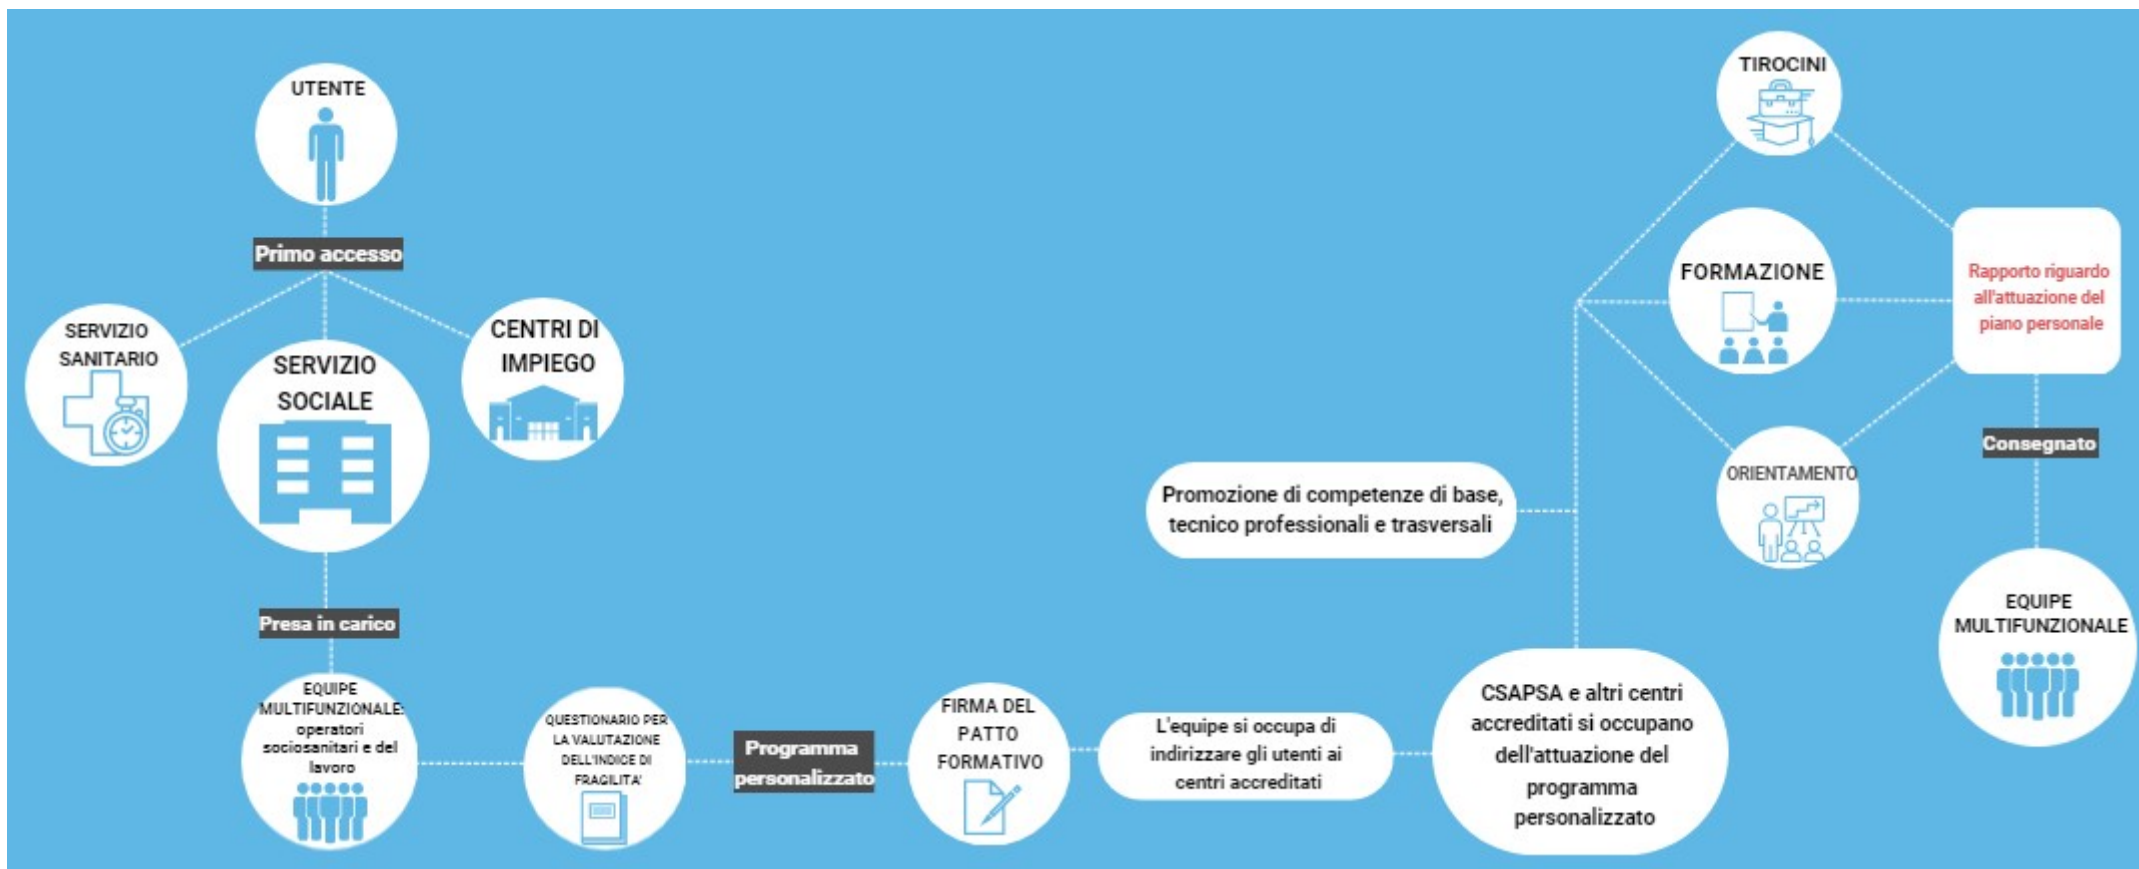 UTENTE
Primo accesso
SERVIZIO
SANITARIO
SERVIZIO
SOCIALE
CENTRI DI
IMPIEGO
Presa in carico
EQUIPE
MULTIFUNZIONALE:
operatori
sociosanitari e del
lavoro
QUESTIONARIO PER
LA VALUTAZIONE
DELL'INDICE DI
FRAGILITA'
Programma
personalizzato
FIRMA DEL
PATTO
FORMATIVO
L'equipe si occupa di
indirizzare gli utenti ai
centri accreditati
CSAPSA e altri centri
accreditati si occupano
dell'attuazione del
programma
personalizzato
Promozione di competenze di base,
tecnico professionali e trasversali
TIROCINI
FORMAZIONE
ORIENTAMENTO
Rapporto riguardo
all'attuazione del
piano personale
Consegnato
EQUIPE
MULTIFUNZIONALE